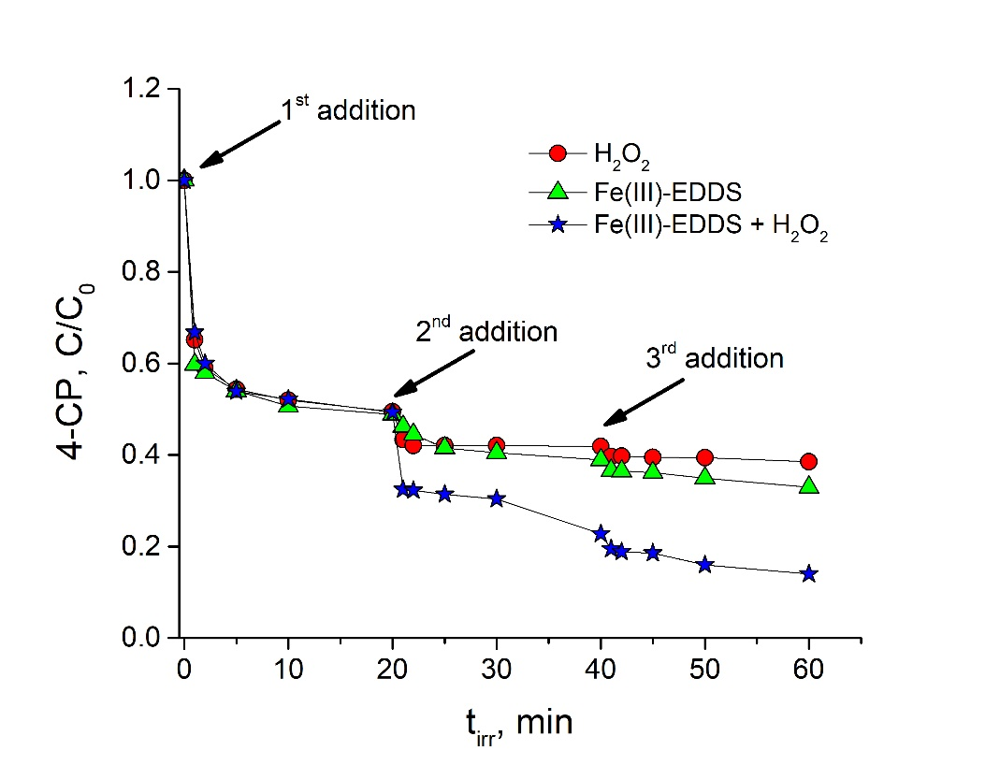 1.2
1st addition
H2O2
1.0
Fe(III)-EDDS
Fe(III)-EDDS + H2O2
0.8
2nd addition
3rd addition
0.6
4-CP, C/C0
0.4
0.2
0.0
0 10 20 30 40 50 60
tirr, min